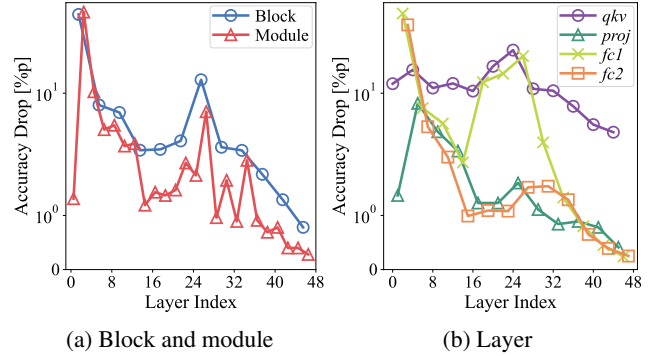 Block
Module
Accuracy Drop [%p]
10¹
10⁰
0
0 8 16 24 32 40 48
Layer Index
(a) Block and module
qkv
proj
fc1
fc2
Accuracy Drop [%p]
10¹
10⁰
0
0 8 16 24 32 40 48
Layer Index
(b) Layer